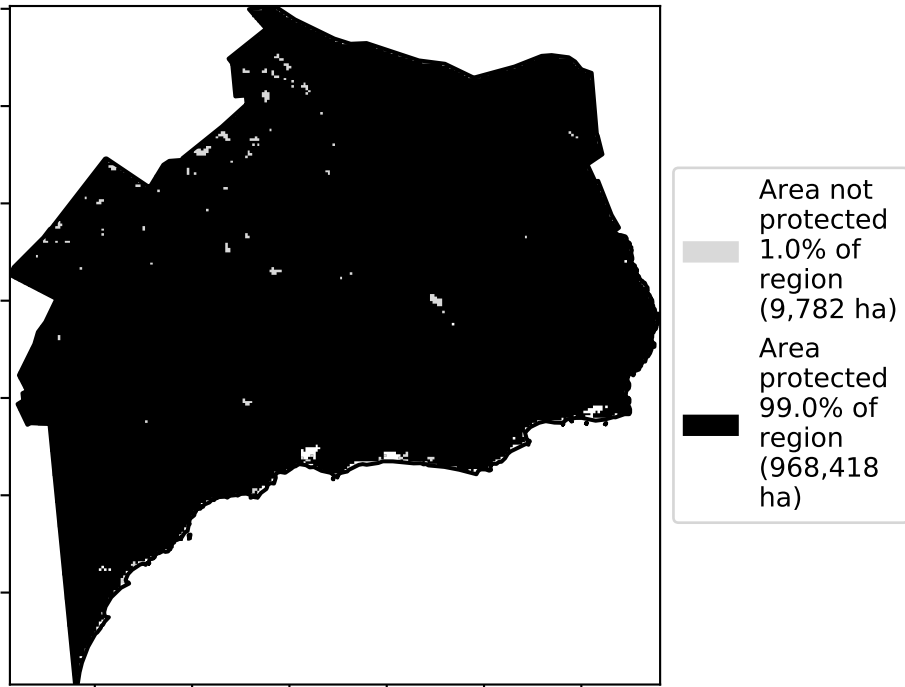 Area not
protected
1.0% of
region
(9,782 ha)
Area
protected
99.0% of
region
(968,418
ha)